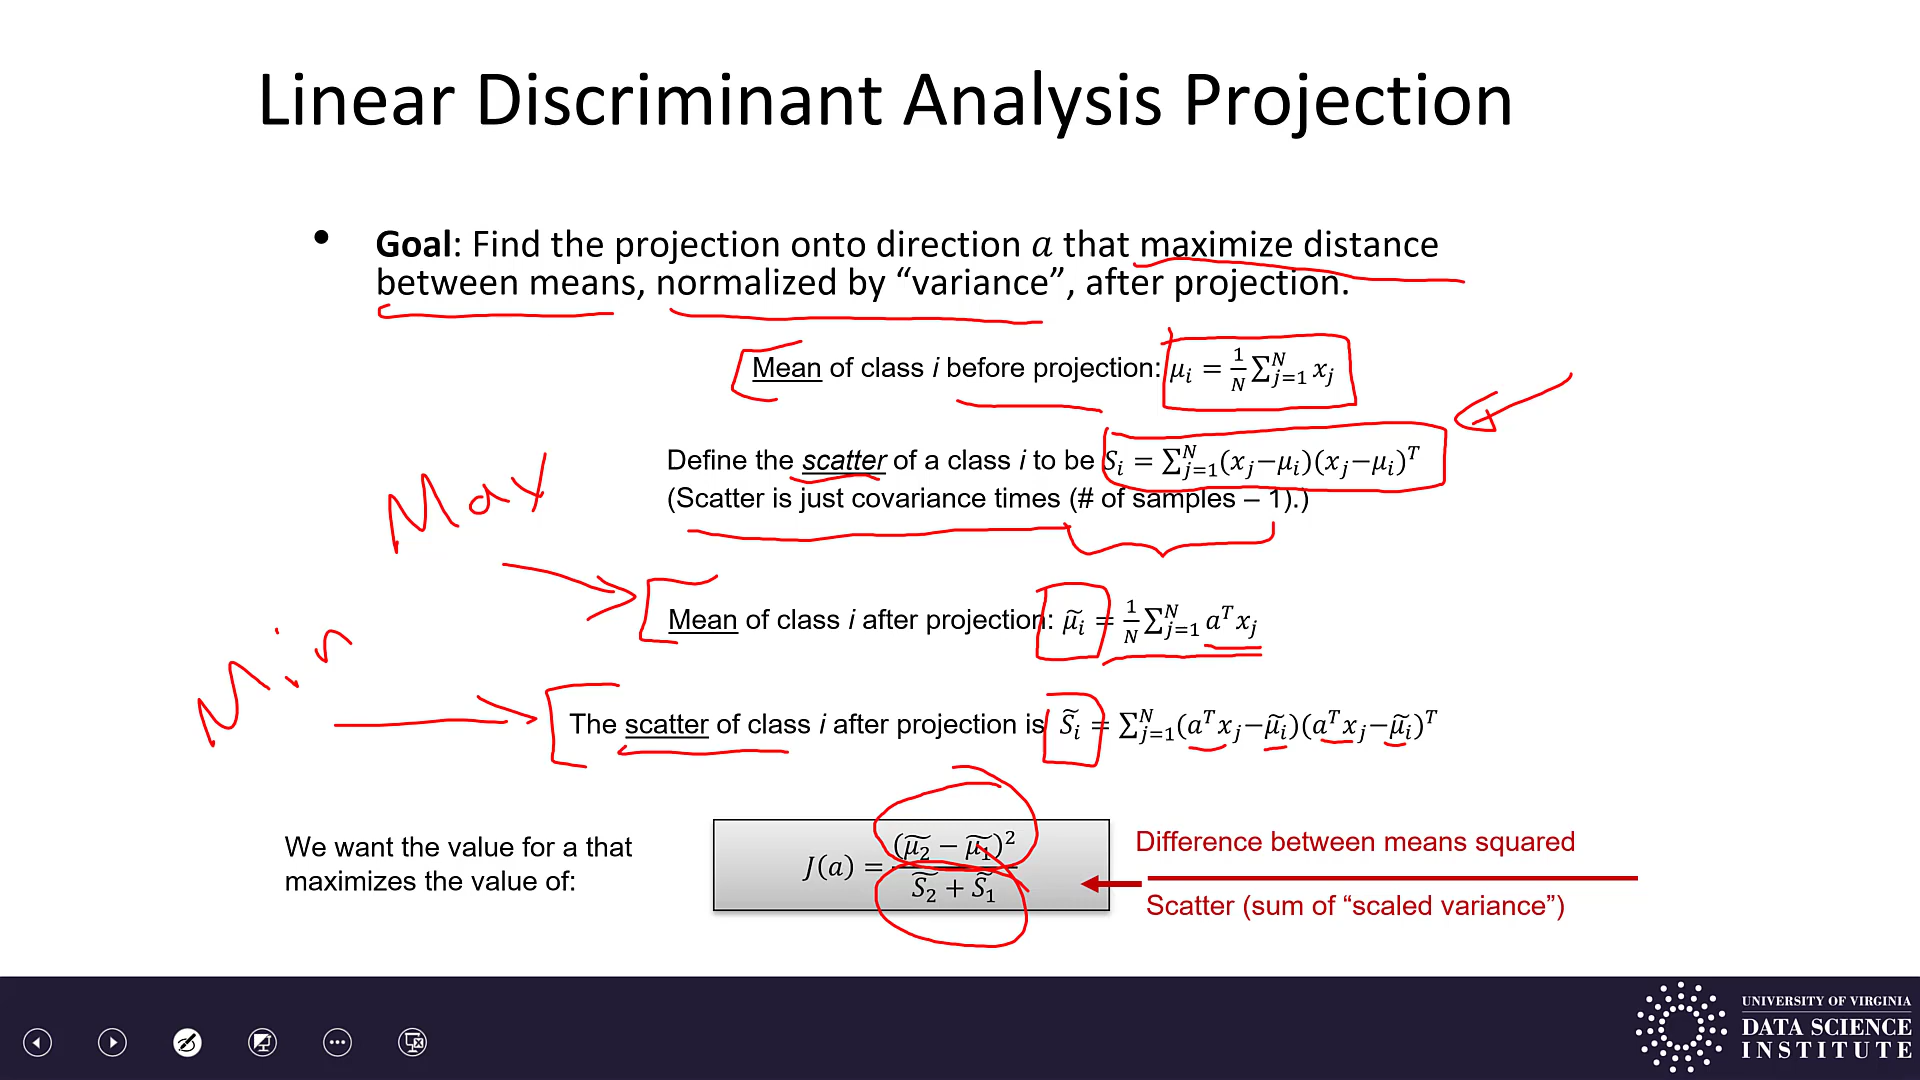 Linear Discriminant Analysis Projection
• Goal: Find the projection onto direction a that maximize distance
between means, normalized by “variance”, after projection.
Mean of class i before projection: μᵢ = 1/N ∑ⱼ₌₁ᴺ xⱼ
Define the scatter of a class i to be Sᵢ = ∑ⱼ₌₁ᴺ(xⱼ−μᵢ)(xⱼ−μᵢ)ᵀ
(Scatter is just covariance times (# of samples – 1).)
Max
Mean of class i after projection: μ̃ᵢ = 1/N ∑ⱼ₌₁ᴺ aᵀxⱼ
Min
The scatter of class i after projection is S̃ᵢ = ∑ⱼ₌₁ᴺ(aᵀxⱼ−μ̃ᵢ)(aᵀxⱼ−μ̃ᵢ)ᵀ
We want the value for a that
maximizes the value of:
J(a) = (μ̃₂ − μ̃₁)² / S̃₂ + S̃₁
Difference between means squared
Scatter (sum of “scaled variance”)
UNIVERSITY OF VIRGINIA
DATA SCIENCE
INSTITUTE